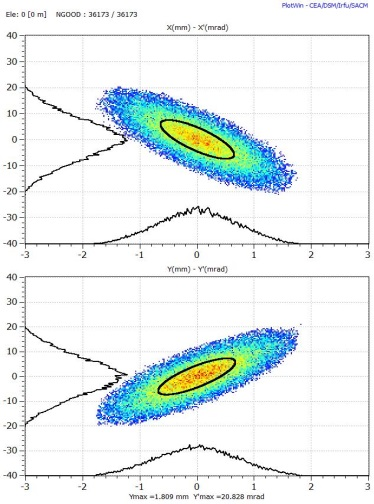 PlotWin - CEA/DSM/Irfu/SACM
Ele: 0 [0 m] NGOOD : 36173 / 36173
X(mm) - X'(mrad)
40
30
20
10
0
-10
-20
-30
-40
-3 -2 -1 0 1 2 3
Y(mm) - Y'(mrad)
40
30
20
10
0
-10
-20
-30
-40
-3 -2 -1 0 1 2 3
Ymax =1.809 mm Y'max =20.828 mrad